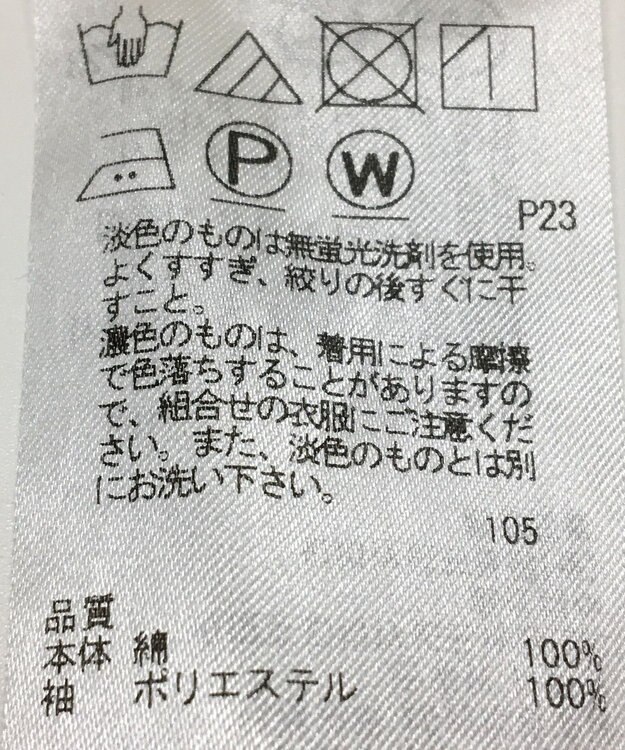 P W
P23
淡色のものは無蛍光洗剤を使用。
よくすすぎ、絞りの後すぐに干
すこと。
濃色のものは、着用による摩擦
で色落ちすることがありますの
で、組合せの衣服にご注意くだ
さい。また、淡色のものとは別
にお洗い下さい。
105
品質
本体 綿 100%
袖 ポリエステル 100%